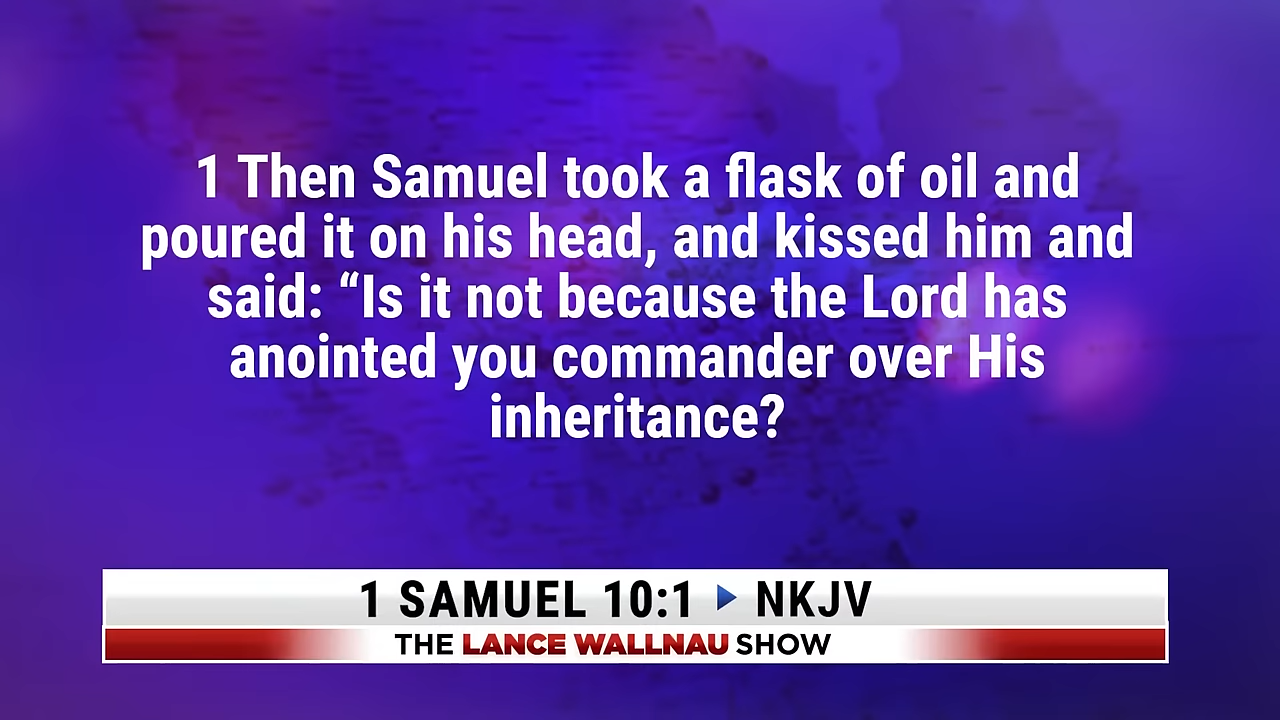 1 Then Samuel took a flask of oil and
poured it on his head, and kissed him and
said: “Is it not because the Lord has
anointed you commander over His
inheritance?
1 SAMUEL 10:1 ▶ NKJV
THE LANCE WALLNAU SHOW